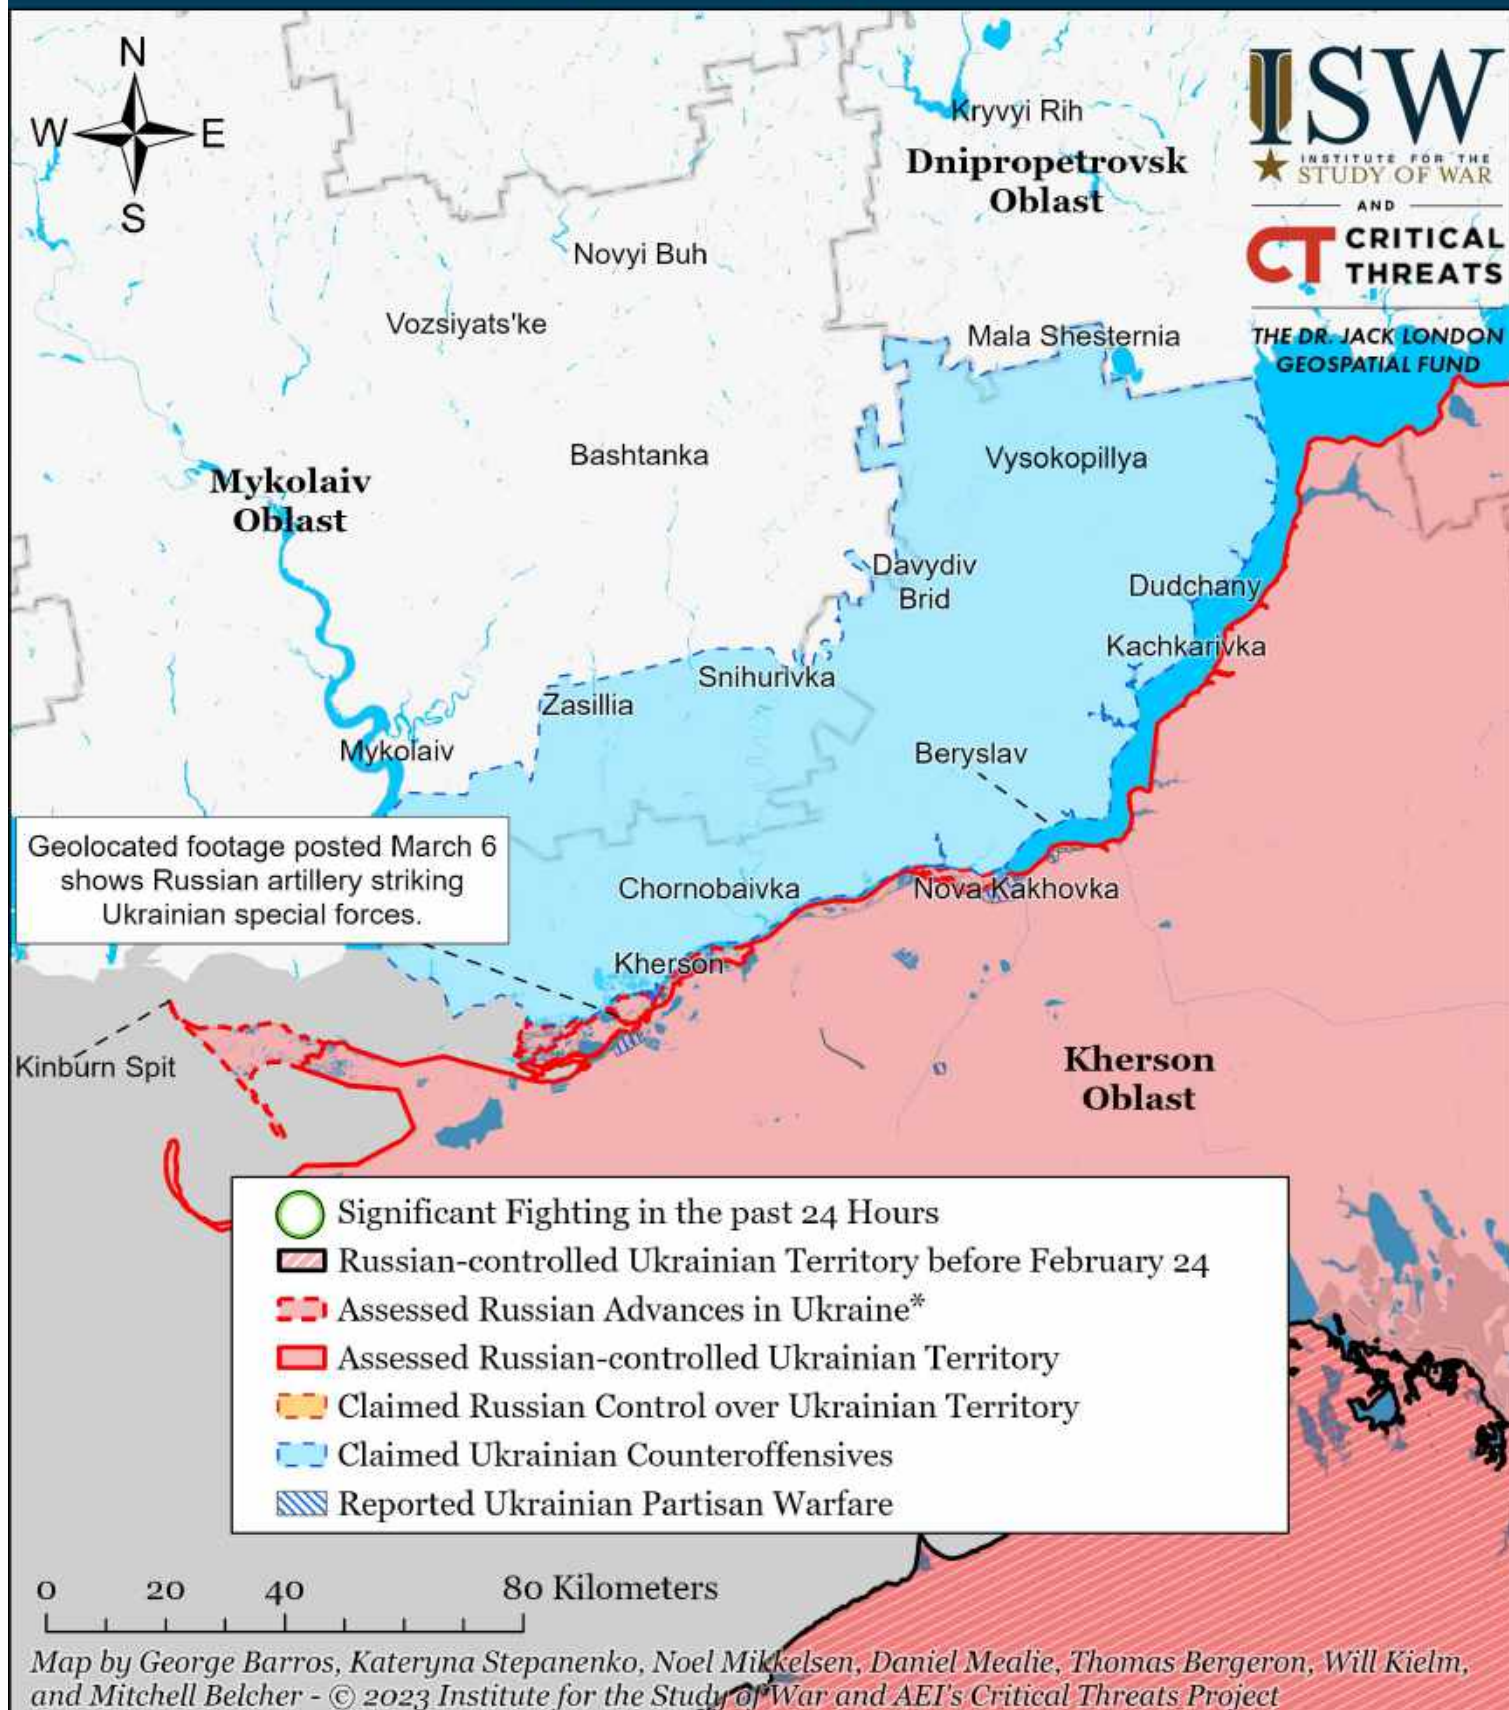 N
W
E
S
ISW
INSTITUTE FOR THE
STUDY OF WAR
AND
CT CRITICAL
THREATS
THE DR. JACK LONDON
GEOSPATIAL FUND
Kryvyi Rih
Dnipropetrovsk
Oblast
Novyi Buh
Vozsiyats'ke
Mala Shesternia
Bashtanka
Vysokopillya
Mykolaiv
Oblast
Davydiv
Brid
Dudchany
Kachkarivka
Snihurivka
Zasillia
Mykolaiv
Beryslav
Geolocated footage posted March 6
shows Russian artillery striking
Ukrainian special forces.
Chornobaivka
Nova Kakhovka
Kherson
Kinburn Spit
Kherson
Oblast
Significant Fighting in the past 24 Hours
Russian-controlled Ukrainian Territory before February 24
Assessed Russian Advances in Ukraine*
Assessed Russian-controlled Ukrainian Territory
Claimed Russian Control over Ukrainian Territory
Claimed Ukrainian Counteroffensives
Reported Ukrainian Partisan Warfare
0 20 40 80 Kilometers
Map by George Barros, Kateryna Stepanenko, Noel Mikkelsen, Daniel Mealie, Thomas Bergeron, Will Kielm,
and Mitchell Belcher - © 2023 Institute for the Study of War and AEI's Critical Threats Project